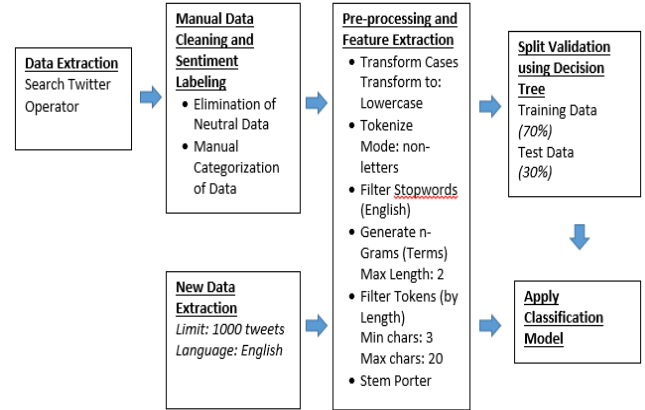 Data Extraction
Search Twitter
Operator
Manual Data
Cleaning and
Sentiment
Labeling
• Elimination of
Neutral Data
• Manual
Categorization
of Data
Pre-processing and
Feature Extraction
• Transform Cases
Transform to:
Lowercase
• Tokenize
Mode: non-
letters
• Filter Stopwords
(English)
• Generate n-
Grams (Terms)
Max Length: 2
• Filter Tokens (by
Length)
Min chars: 3
Max chars: 20
• Stem Porter
Split Validation
using Decision
Tree
Training Data
(70%)
Test Data
(30%)
New Data
Extraction
Limit: 1000 tweets
Language: English
Apply
Classification
Model